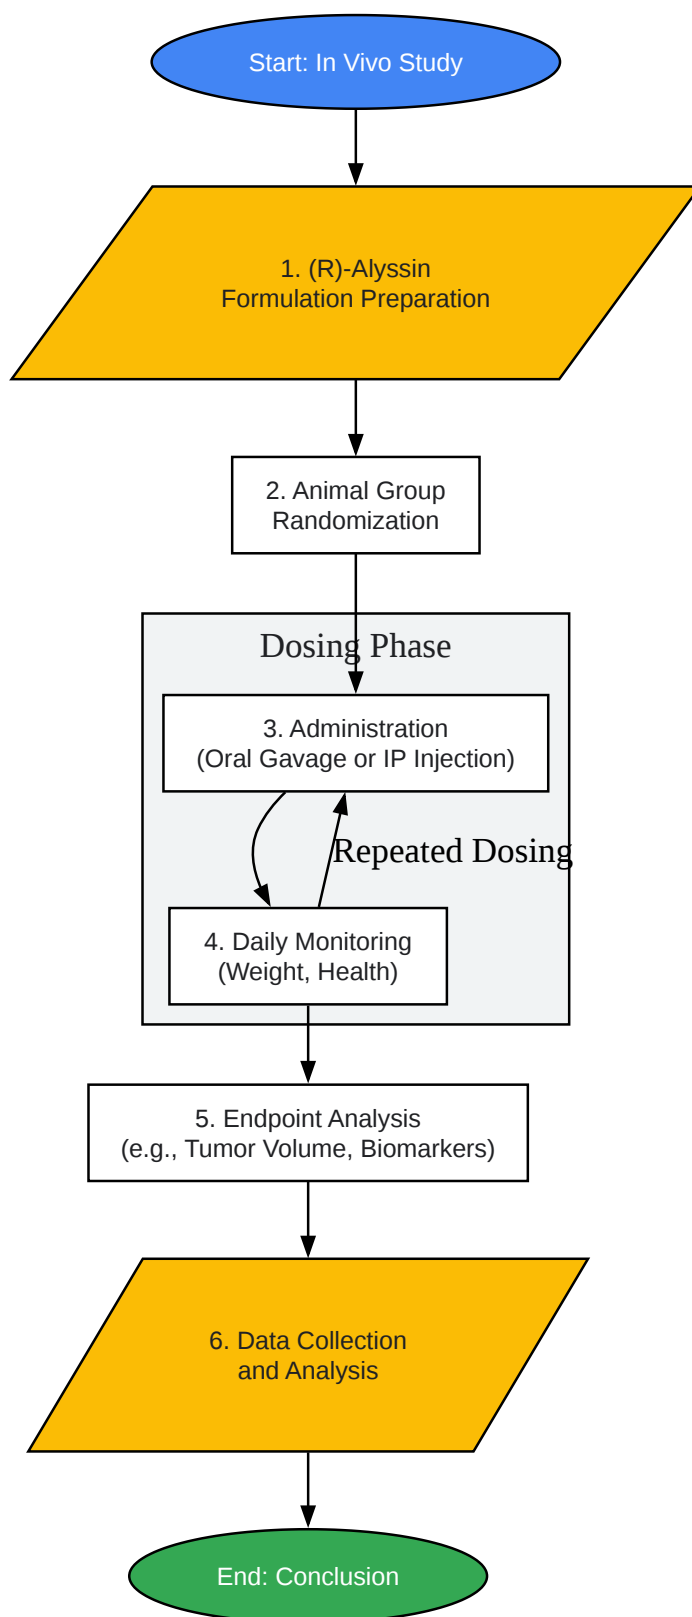 Start: In Vivo Study
1. (R)-Alyssin
Formulation Preparation
2. Animal Group
Randomization
Dosing Phase
3. Administration
(Oral Gavage or IP Injection)
Repeated Dosing
4. Daily Monitoring
(Weight, Health)
5. Endpoint Analysis
(e.g., Tumor Volume, Biomarkers)
6. Data Collection
and Analysis
End: Conclusion